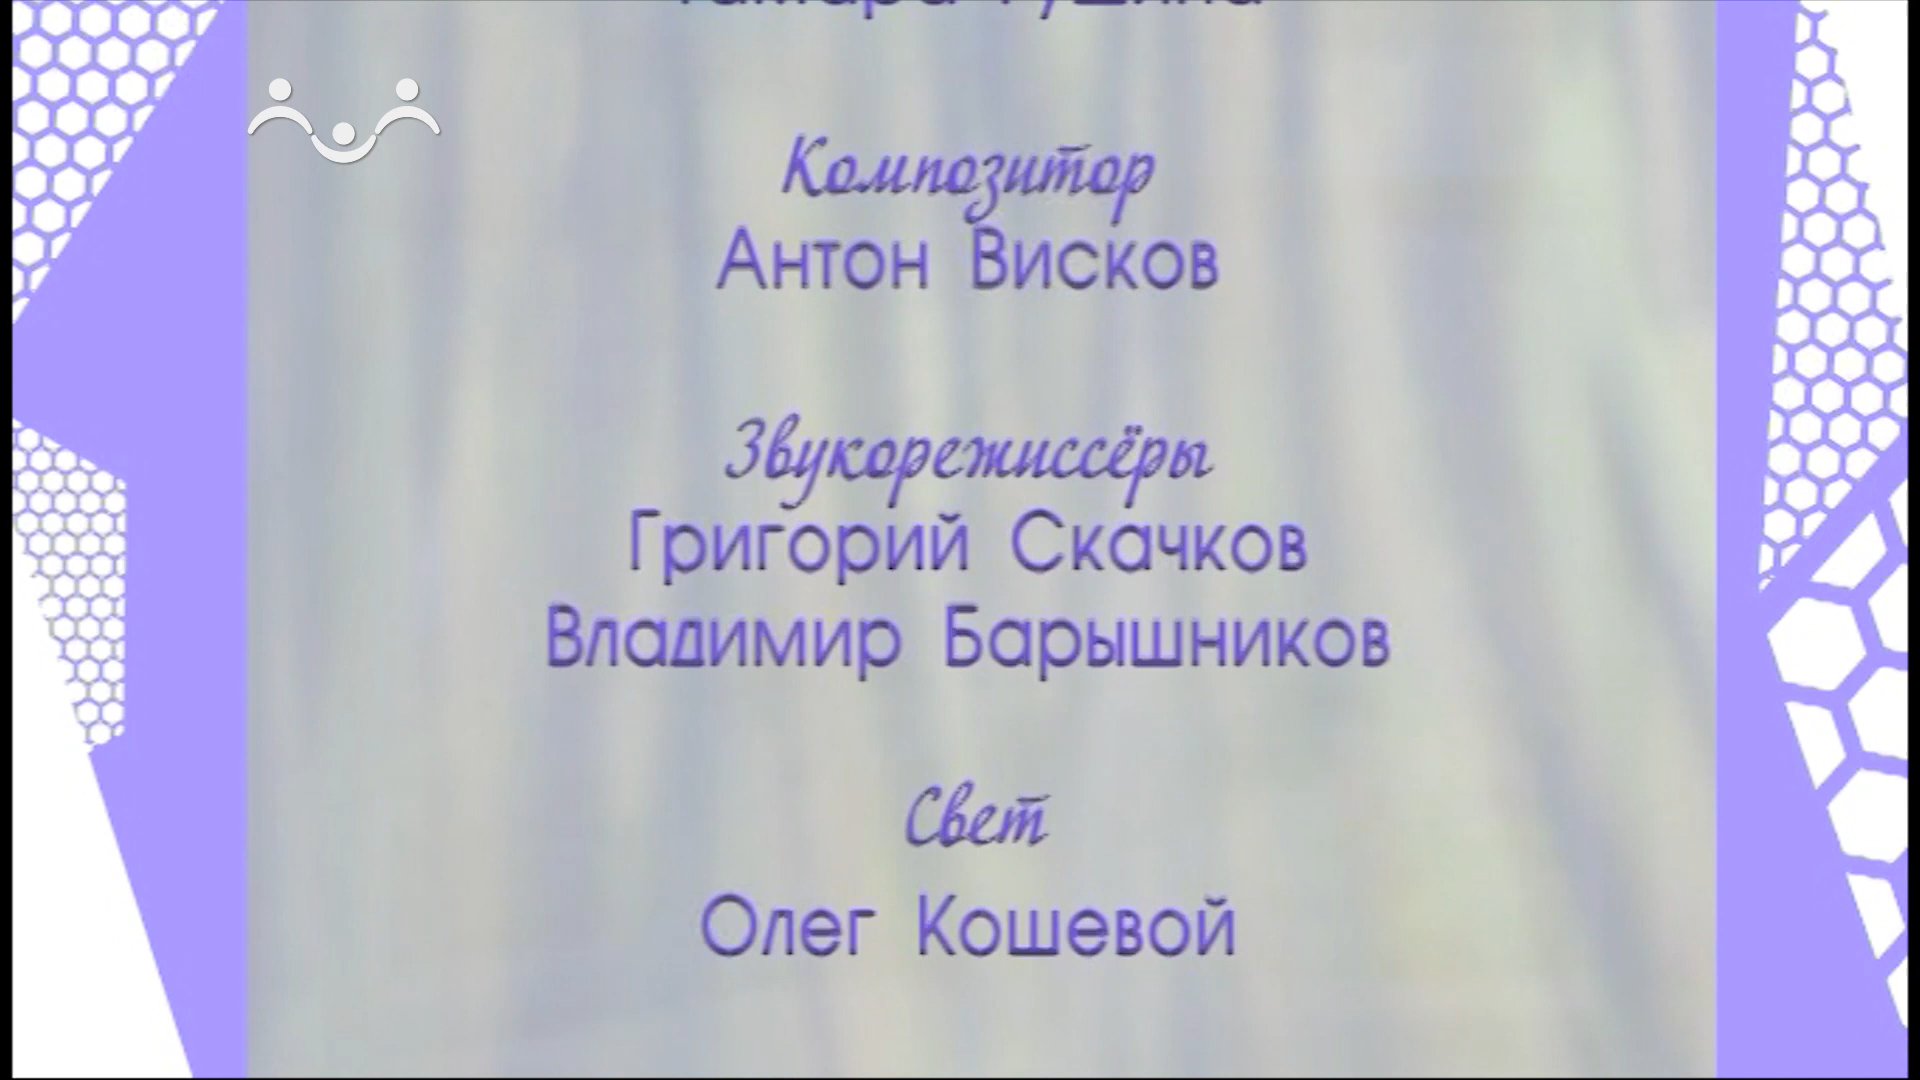 Композитор
Антон Висков
Звукорежиссёры
Григорий Скачков
Владимир Барышников
Свет
Олег Кошевой